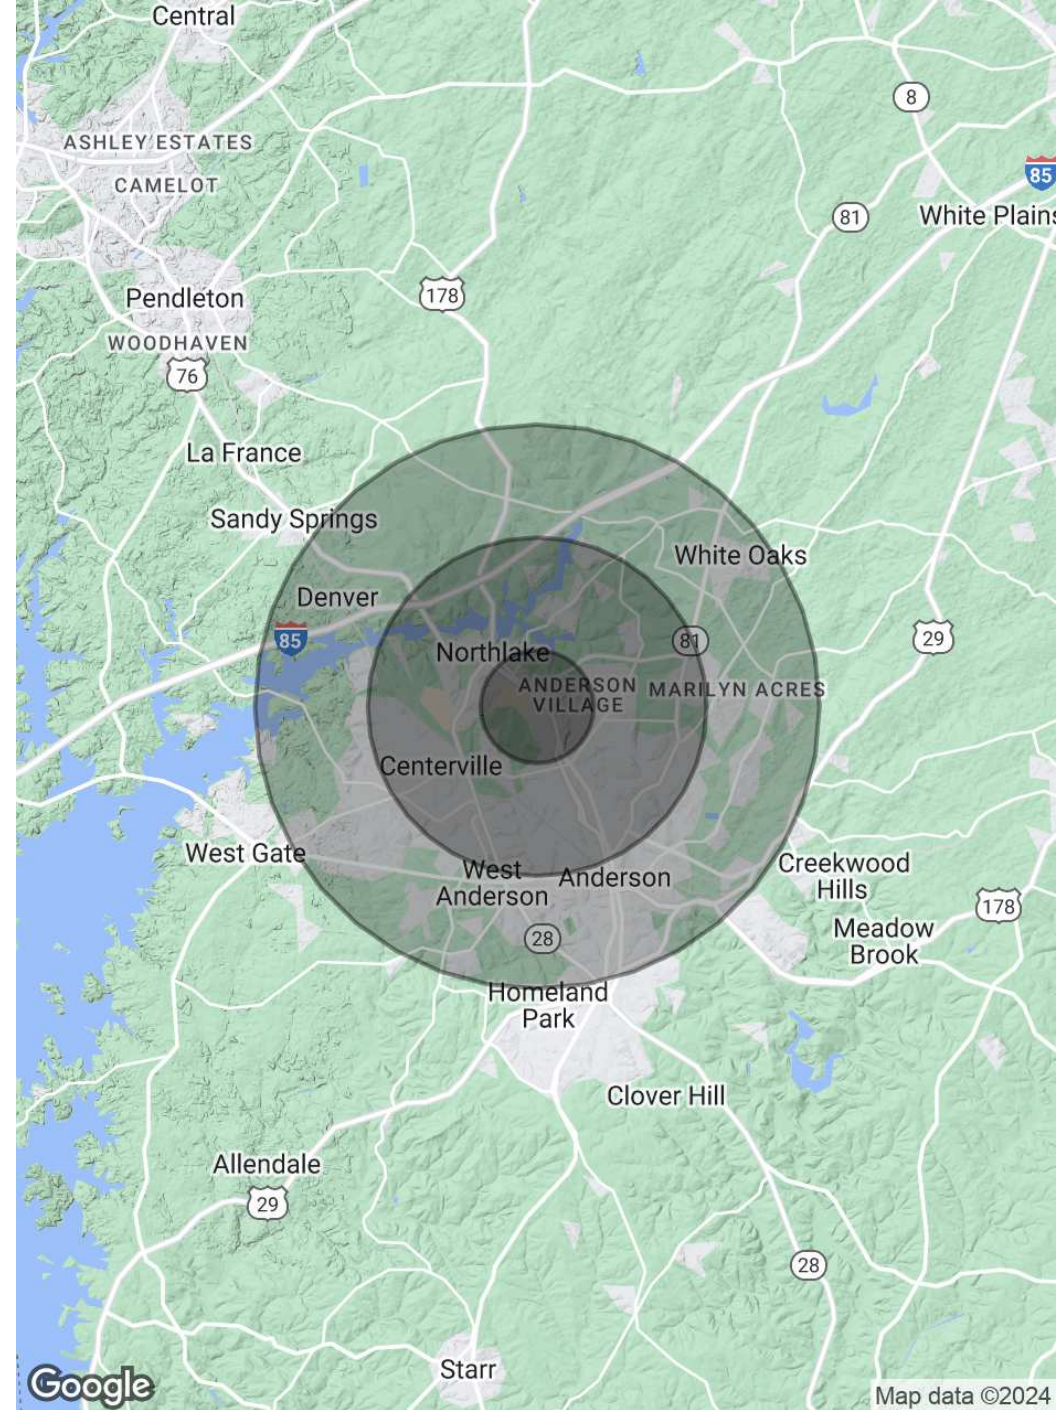 Central
8
ASHLEY ESTATES
85
CAMELOT
81
White Plains
178
Pendleton
WOODHAVEN
76
La France
Sandy Springs
White Oaks
Denver
85
81
29
Northlake
ANDERSON
VILLAGE
MARILYN ACRES
Centerville
West Gate
West
Anderson
Anderson
Creekwood
Hills
178
Meadow
Brook
28
Homeland
Park
Clover Hill
Allendale
29
28
Starr
Google
Map data ©2024